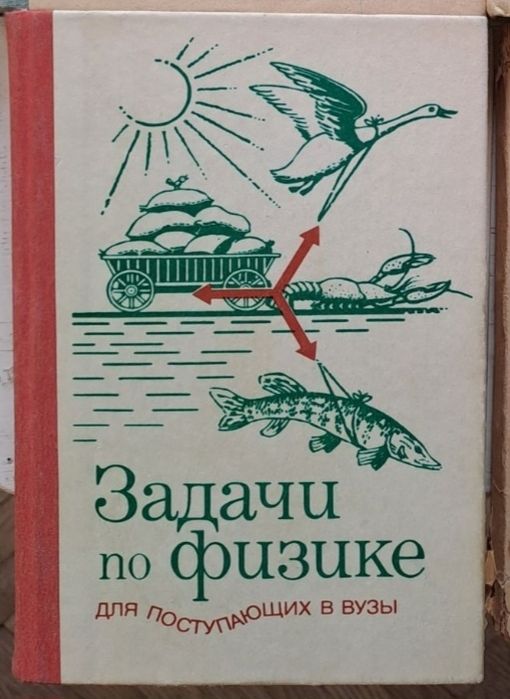 Задачи
по физике
для поступающих в вузы